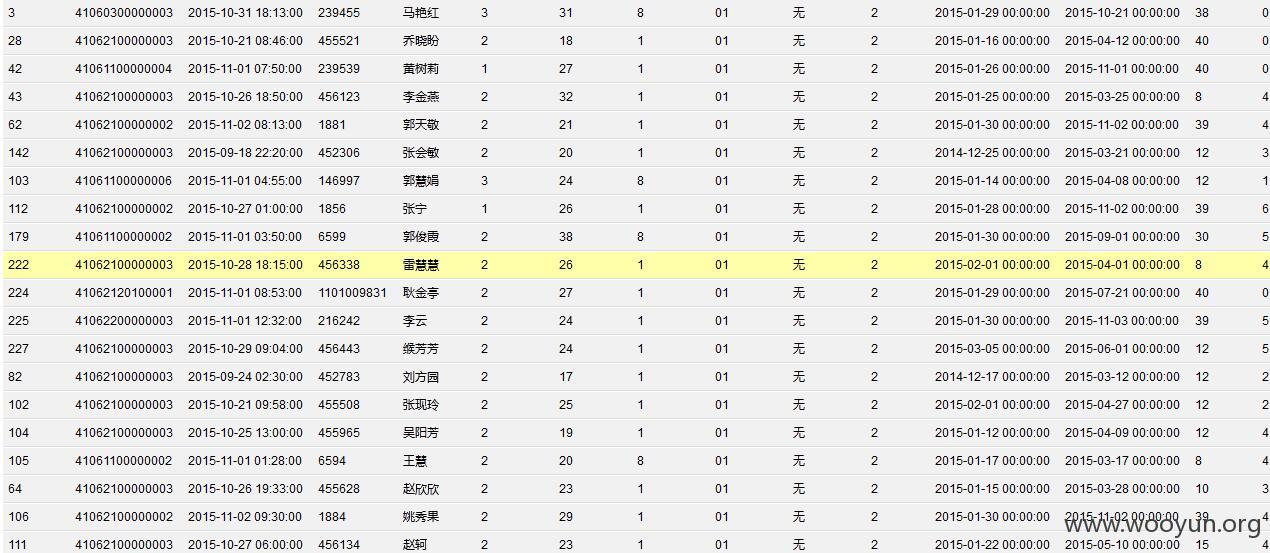 3 41060300000003 2015-10-31 18:13:00 239455 马艳红 3 31 8 01 无 2 2015-01-29 00:00:00 2015-10-21 00:00:00 38 0
28 41062100000003 2015-10-21 08:46:00 455521 乔晓盼 2 18 1 01 无 2 2015-01-16 00:00:00 2015-04-12 00:00:00 40 0
42 41061100000004 2015-11-01 07:50:00 239539 黄树莉 1 27 1 01 无 2 2015-01-26 00:00:00 2015-11-01 00:00:00 40 0
43 41062100000003 2015-10-26 18:50:00 456123 李金燕 2 32 1 01 无 2 2015-01-25 00:00:00 2015-03-25 00:00:00 8 4
62 41062100000002 2015-11-02 08:13:00 1881 郭天敬 2 21 1 01 无 2 2015-01-30 00:00:00 2015-11-02 00:00:00 39 4
142 41062100000003 2015-09-18 22:20:00 452306 张会敏 2 20 1 01 无 2 2014-12-25 00:00:00 2015-03-21 00:00:00 12 3
103 41061100000006 2015-11-01 04:55:00 146997 郭慧娟 3 24 8 01 无 2 2015-01-14 00:00:00 2015-04-08 00:00:00 12 1
112 41062100000002 2015-10-27 01:00:00 1856 张宁 1 26 1 01 无 2 2015-01-28 00:00:00 2015-11-02 00:00:00 39 6
179 41061100000002 2015-11-01 03:50:00 6599 郭俊霞 2 38 8 01 无 2 2015-01-30 00:00:00 2015-09-01 00:00:00 30 5
222 41062100000003 2015-10-28 18:15:00 456338 雷慧慧 2 26 1 01 无 2 2015-02-01 00:00:00 2015-04-01 00:00:00 8 4
224 41062120100001 2015-11-01 08:53:00 1101009831 耿金亭 2 27 1 01 无 2 2015-01-29 00:00:00 2015-07-21 00:00:00 40 0
225 41062200000003 2015-11-01 12:32:00 216242 李云 2 24 1 01 无 2 2015-01-30 00:00:00 2015-11-03 00:00:00 39 5
227 41062100000003 2015-10-29 09:04:00 456443 缑芳芳 2 24 1 01 无 2 2015-03-05 00:00:00 2015-06-01 00:00:00 12 5
82 41062100000003 2015-09-24 02:30:00 452783 刘方园 2 17 1 01 无 2 2014-12-17 00:00:00 2015-03-12 00:00:00 12 2
102 41062100000003 2015-10-21 09:58:00 455508 张现玲 2 25 1 01 无 2 2015-02-01 00:00:00 2015-04-27 00:00:00 12 2
104 41062100000003 2015-10-25 13:00:00 455965 吴阳芳 2 19 1 01 无 2 2015-01-12 00:00:00 2015-04-09 00:00:00 12 4
105 41061100000002 2015-11-01 01:28:00 6594 王慧 2 20 8 01 无 2 2015-01-17 00:00:00 2015-03-17 00:00:00 8 4
64 41062100000003 2015-10-26 19:33:00 455628 赵欣欣 2 23 1 01 无 2 2015-01-15 00:00:00 2015-03-28 00:00:00 10 3
106 41062100000002 2015-11-02 09:30:00 1884 姚秀果 2 29 1 01 无 2 2015-01-30 00:00:00 2015-11-02 00:00:00 39 4
www.wooyun.org
111 41062100000003 2015-10-27 06:00:00 456134 赵轲 2 23 1 01 无 2 2015-01-22 00:00:00 2015-05-10 00:00:00 15 4